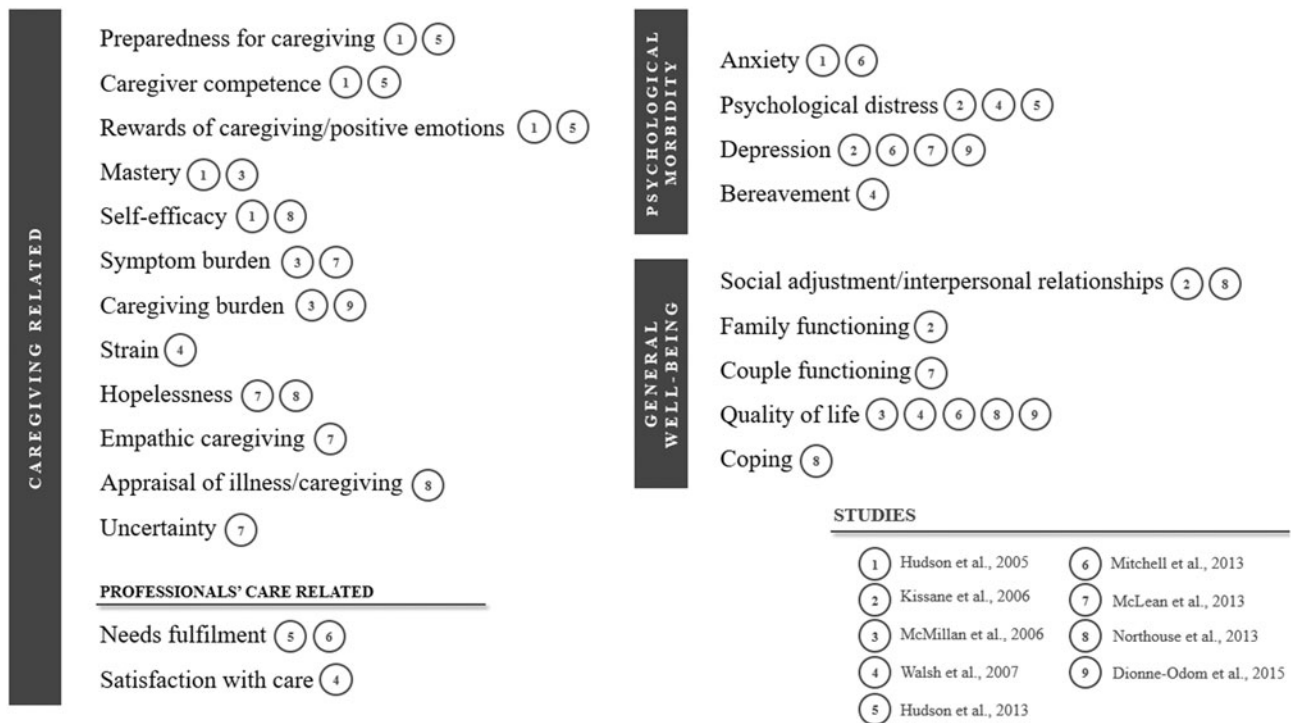 CAREGIVING RELATED
Preparedness for caregiving 1 5
Caregiver competence 1 5
Rewards of caregiving/positive emotions 1 5
Mastery 1 3
Self-efficacy 1 8
Symptom burden 3 7
Caregiving burden 3 9
Strain 4
Hopelessness 7 8
Empathic caregiving 7
Appraisal of illness/caregiving 8
Uncertainty 7
PROFESSIONALS’ CARE RELATED
Needs fulfilment 5 6
Satisfaction with care 4
PSYCHOLOGICAL
MORBIDITY
Anxiety 1 6
Psychological distress 2 4 5
Depression 2 6 7 9
Bereavement 4
GENERAL
WELL-BEING
Social adjustment/interpersonal relationships 2 8
Family functioning 2
Couple functioning 7
Quality of life 3 4 6 8 9
Coping 8
STUDIES
1 Hudson et al., 2005
2 Kissane et al., 2006
3 McMillan et al., 2006
4 Walsh et al., 2007
5 Hudson et al., 2013
6 Mitchell et al., 2013
7 McLean et al., 2013
8 Northouse et al., 2013
9 Dionne-Odom et al., 2015